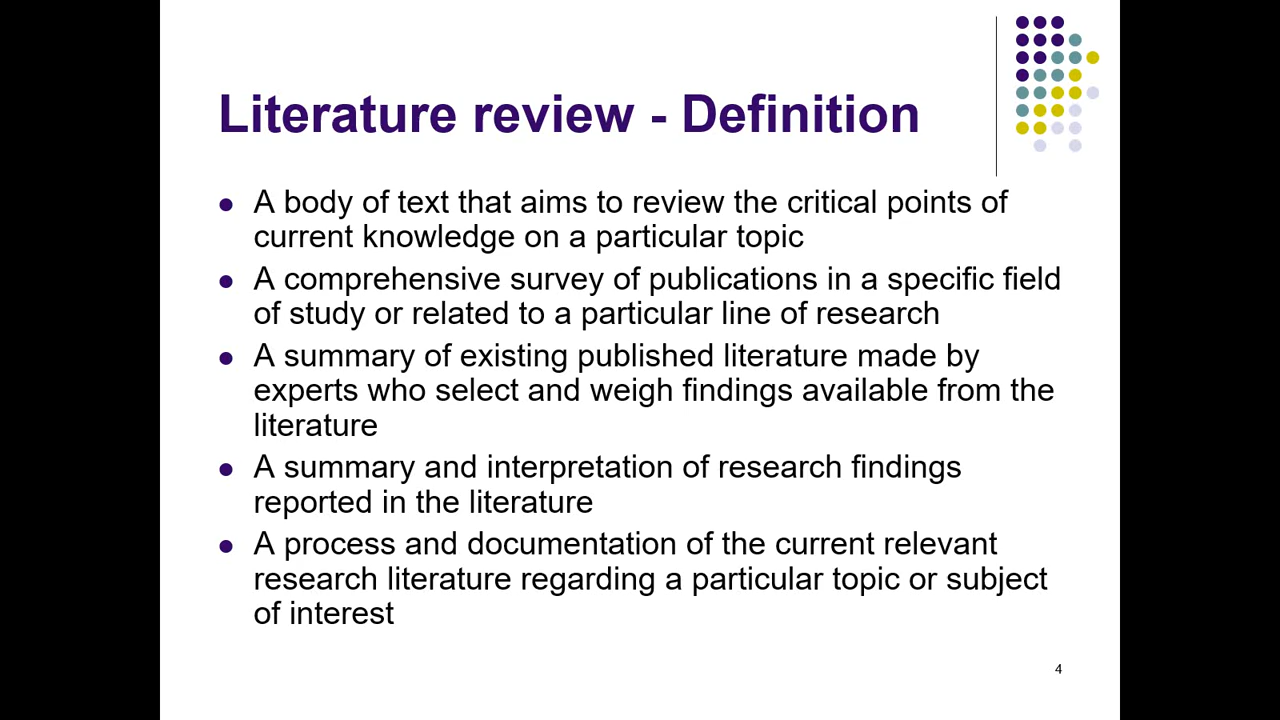 Literature review - Definition
A body of text that aims to review the critical points of
current knowledge on a particular topic
A comprehensive survey of publications in a specific field
of study or related to a particular line of research
A summary of existing published literature made by
experts who select and weigh findings available from the
literature
A summary and interpretation of research findings
reported in the literature
A process and documentation of the current relevant
research literature regarding a particular topic or subject
of interest
4